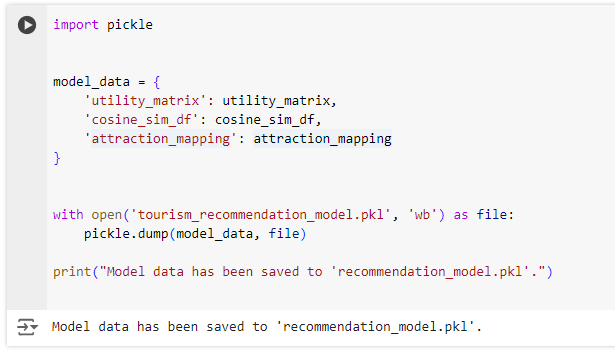 import pickle
model_data = {
    'utility_matrix': utility_matrix,
    'cosine_sim_df': cosine_sim_df,
    'attraction_mapping': attraction_mapping
}
with open('tourism_recommendation_model.pkl', 'wb') as file:
    pickle.dump(model_data, file)
print("Model data has been saved to 'recommendation_model.pkl'.")
Model data has been saved to 'recommendation_model.pkl'.